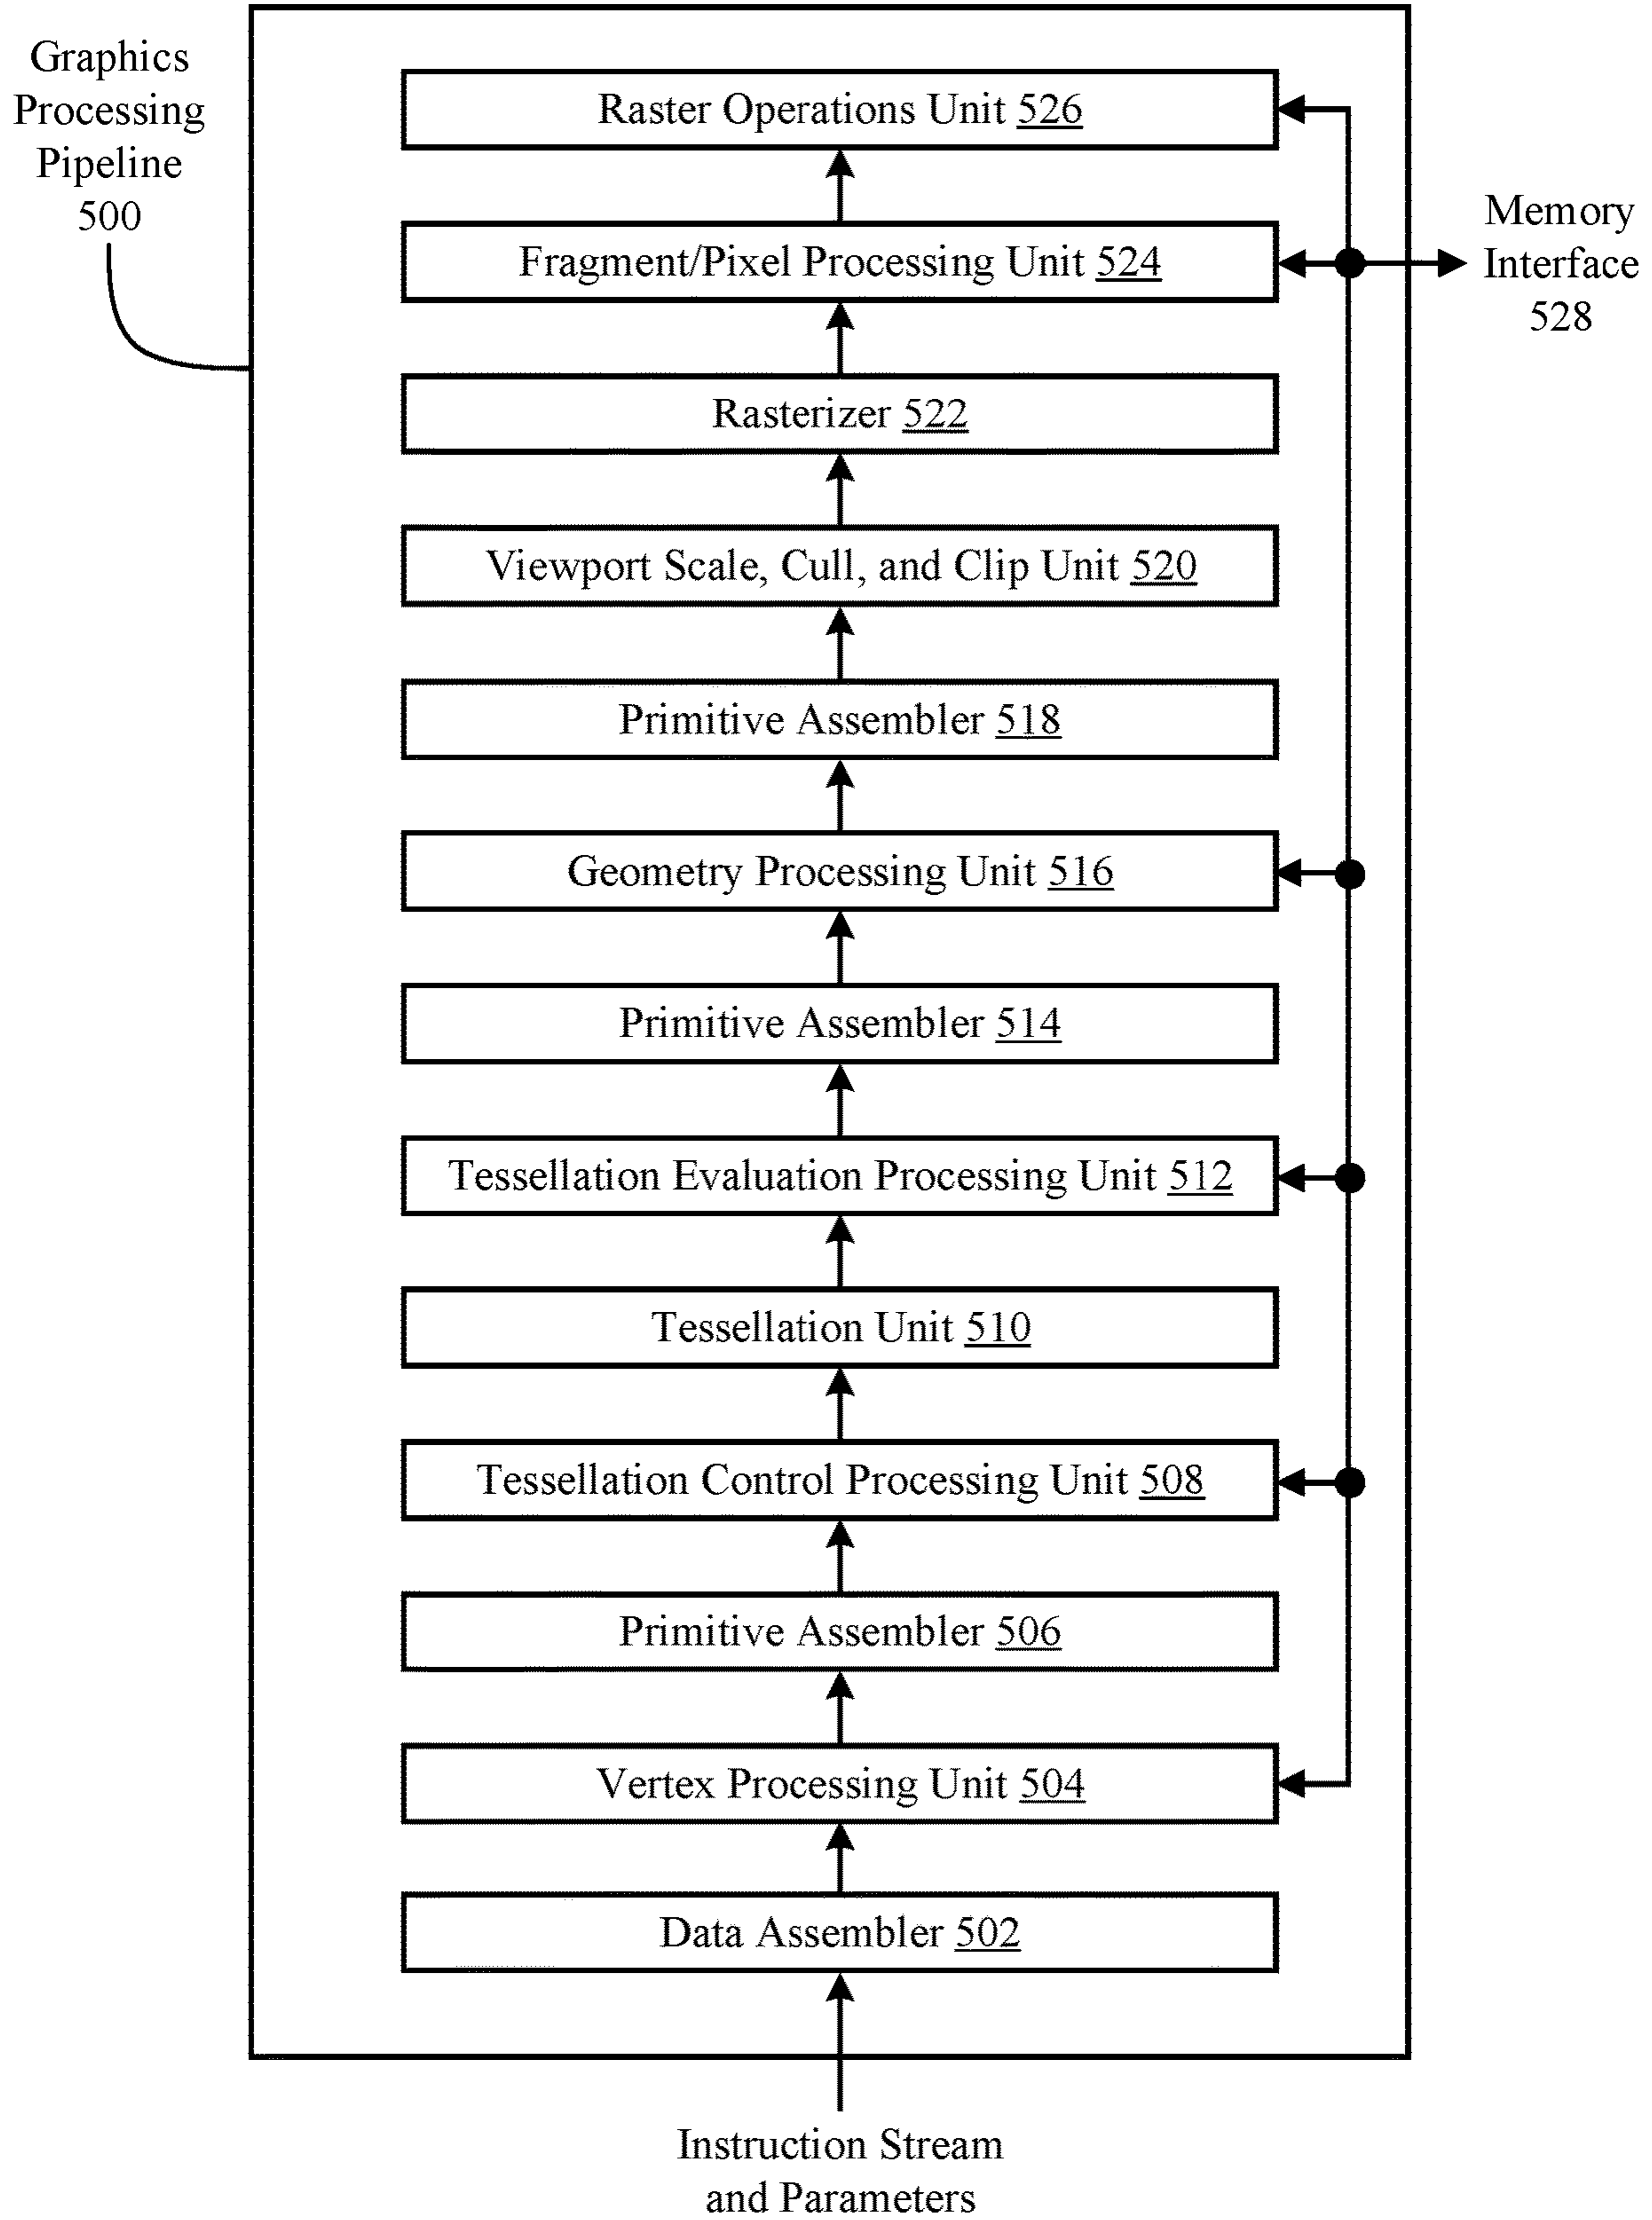 Graphics
Processing
Pipeline
500
Raster Operations Unit 526
Fragment/Pixel Processing Unit 524
Memory
Interface
528
Rasterizer 522
Viewport Scale, Cull, and Clip Unit 520
Primitive Assembler 518
Geometry Processing Unit 516
Primitive Assembler 514
Tessellation Evaluation Processing Unit 512
Tessellation Unit 510
Tessellation Control Processing Unit 508
Primitive Assembler 506
Vertex Processing Unit 504
Data Assembler 502
Instruction Stream
and Parameters